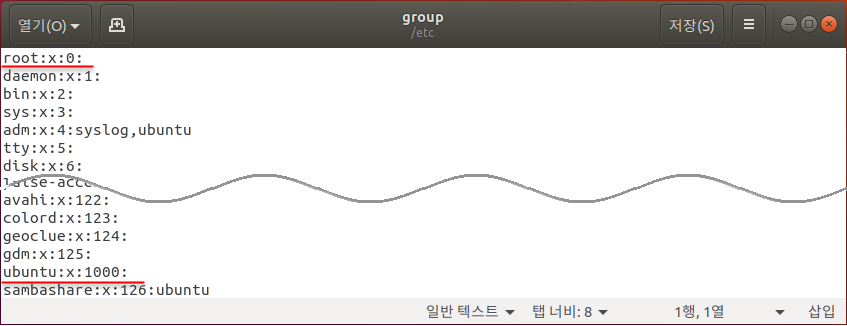 열기(O)
group
/etc
저장(S)
root:x:0:
daemon:x:1:
bin:x:2:
sys:x:3:
adm:x:4:syslog,ubuntu
tty:x:5:
disk:x:6:
avahi:x:122:
colord:x:123:
geoclue:x:124:
gdm:x:125:
ubuntu:x:1000:
sambashare:x:126:ubuntu
일반 텍스트 탭 너비: 8 1행, 1열 삽입